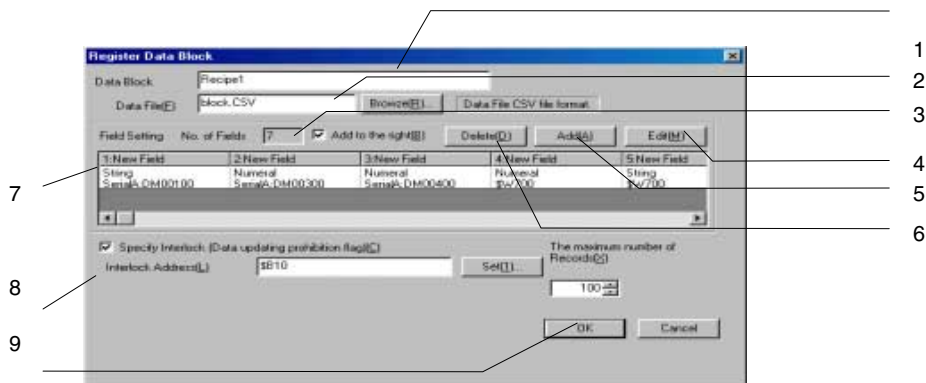 Register Data Block
1
Data Block Recipe1
2
Data File(F) block.CSV Browse(R)... Data File CSV file format.
3
Field Setting No. of Fields 7 Add to the right(B) Delete(D) Add(A) Edit(M)
4
1:New Field 2:New Field 3:New Field 4:New Field 5:New Field
String Numeral Numeral Numeral String
7
SerialA:DM00100 SerialA:DM00300 SerialA:DM00400 $W200 $W700
5
6
Specify Interlock (Data updating prohibition flag)(C)
The maximum number of
Records(X)
Interlock Address(L) $B10 Set(T)...
8
100
9
OK Cancel